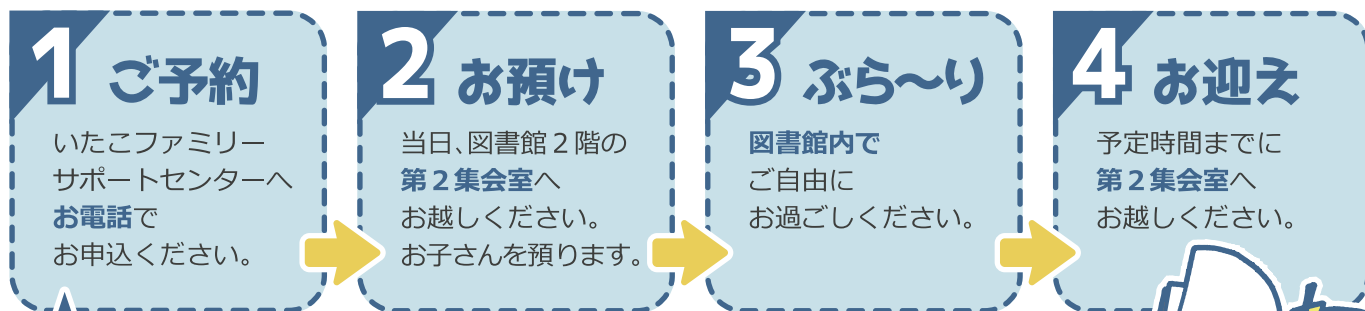 1 ご予約
いたこファミリー
サポートセンターへ
お電話で
お申込ください。
2 お預け
当日、図書館2階の
第2集会室へ
お越しください。
お子さんを預ります。
3 ぶら〜り
図書館内で
ご自由に
お過ごしください。
4 お迎え
予定時間までに
第2集会室へ
お越しください。